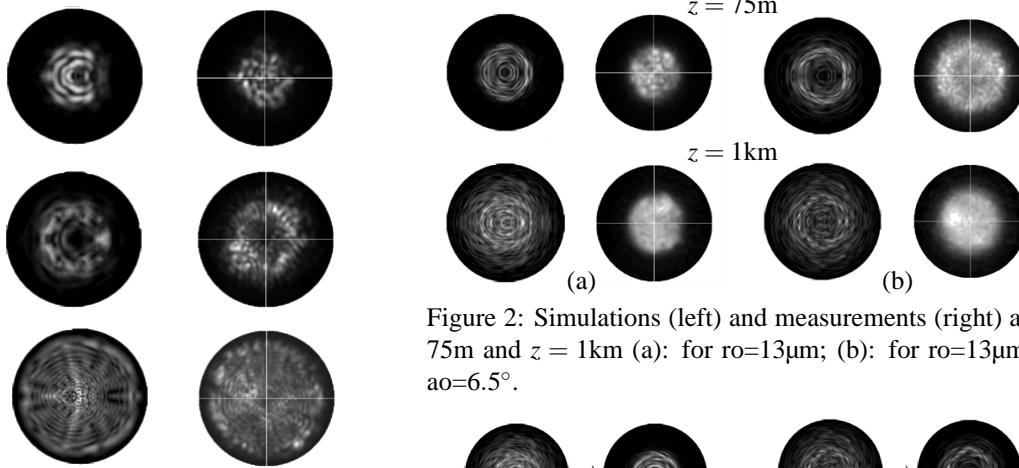 z = 75m
z = 1km
(a)
(b)
Figure 2: Simulations (left) and measurements (right) a
75m and z = 1km (a): for ro=13μm; (b): for ro=13μm
ao=6.5°.